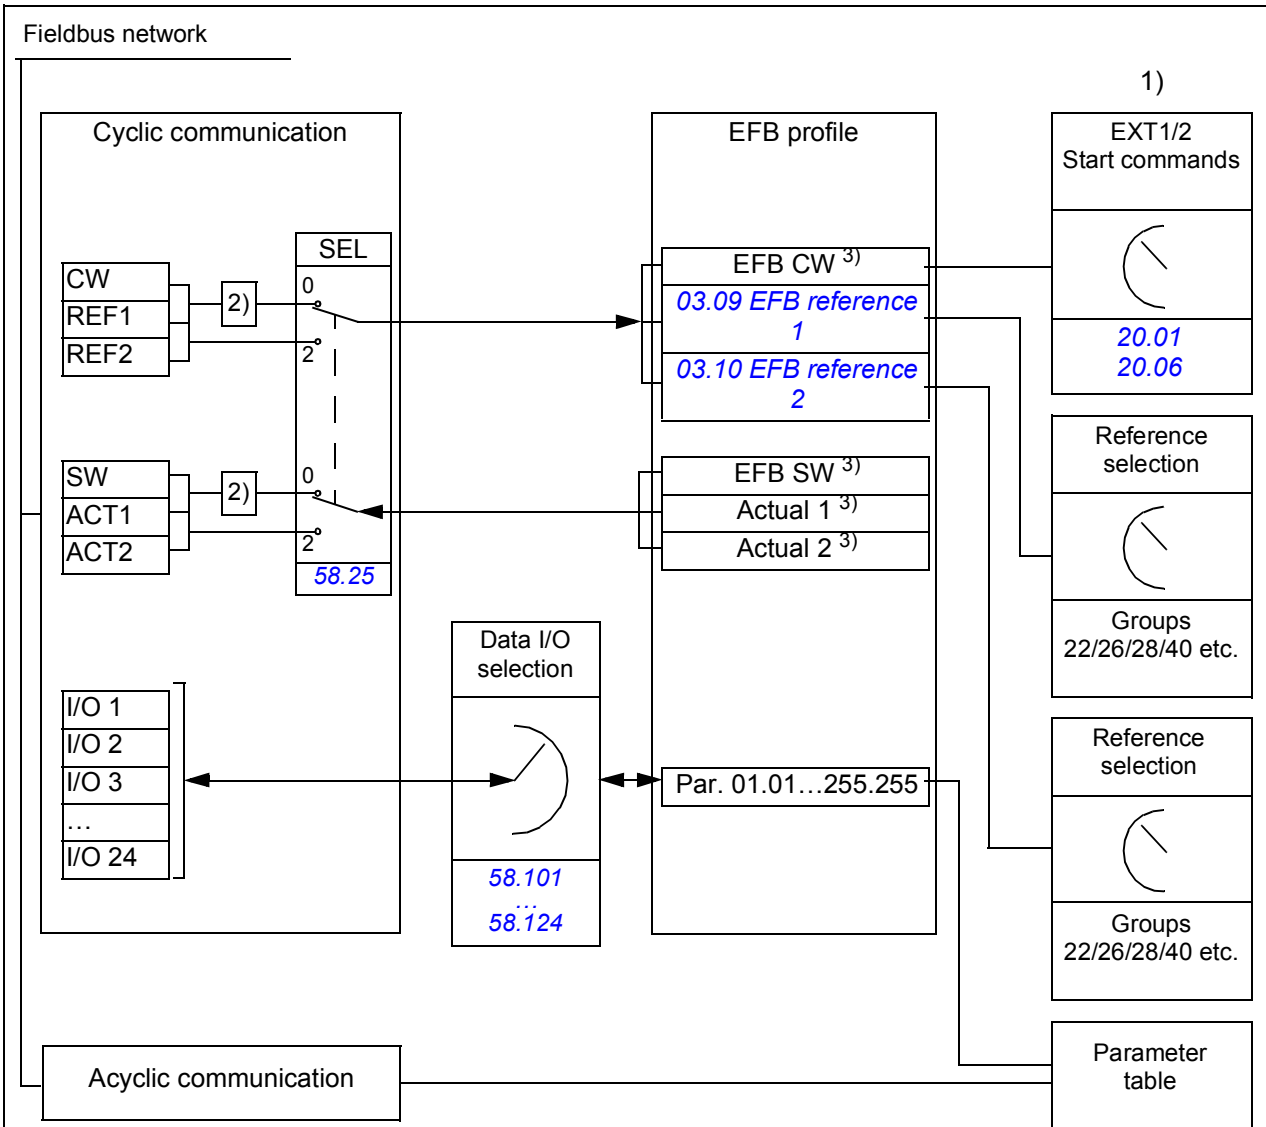 Fieldbus network
1)
Cyclic communication
EFB profile
EXT1/2
Start commands
SEL
CW
REF1
REF2
2)
0
2
EFB CW 3)
03.09 EFB reference
1
03.10 EFB reference
2
20.01
20.06
SW
ACT1
ACT2
2)
0
2
58.25
EFB SW 3)
Actual 1 3)
Actual 2 3)
Reference
selection
Groups
22/26/28/40 etc.
Data I/O
selection
I/O 1
I/O 2
I/O 3
…
I/O 24
58.101
…
58.124
Par. 01.01…255.255
Reference
selection
Groups
22/26/28/40 etc.
Acyclic communication
Parameter
table